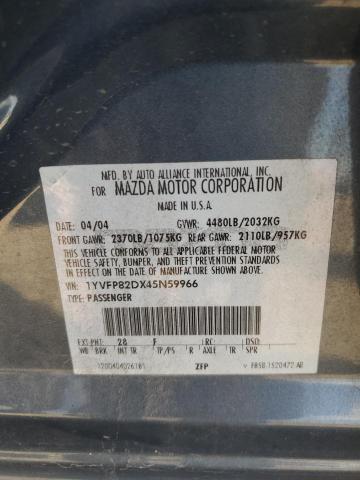 MFD. BY AUTO ALLIANCE INTERNATIONAL, INC.
FOR MAZDA MOTOR CORPORATION
MADE IN U.S.A.
DATE: 04/04 GVWR: 4480LB/2032KG
FRONT GAWR: 2370LB/1075KG REAR GAWR: 2110LB/957KG
THIS VEHICLE CONFORMS TO ALL APPLICABLE FEDERAL MOTOR VEHICLE
SAFETY, BUMPER, AND THEFT PREVENTION STANDARDS
IN EFFECT ON THE DATE OF MANUFACTURE SHOWN ABOVE.
VIN: 1YVFP82DX45N59966
TYPE: PASSENGER
EXT PNT: 28 F RC: DSO:
WB BRK INT TR TP/PS R AXLE TR SPR
ZFP